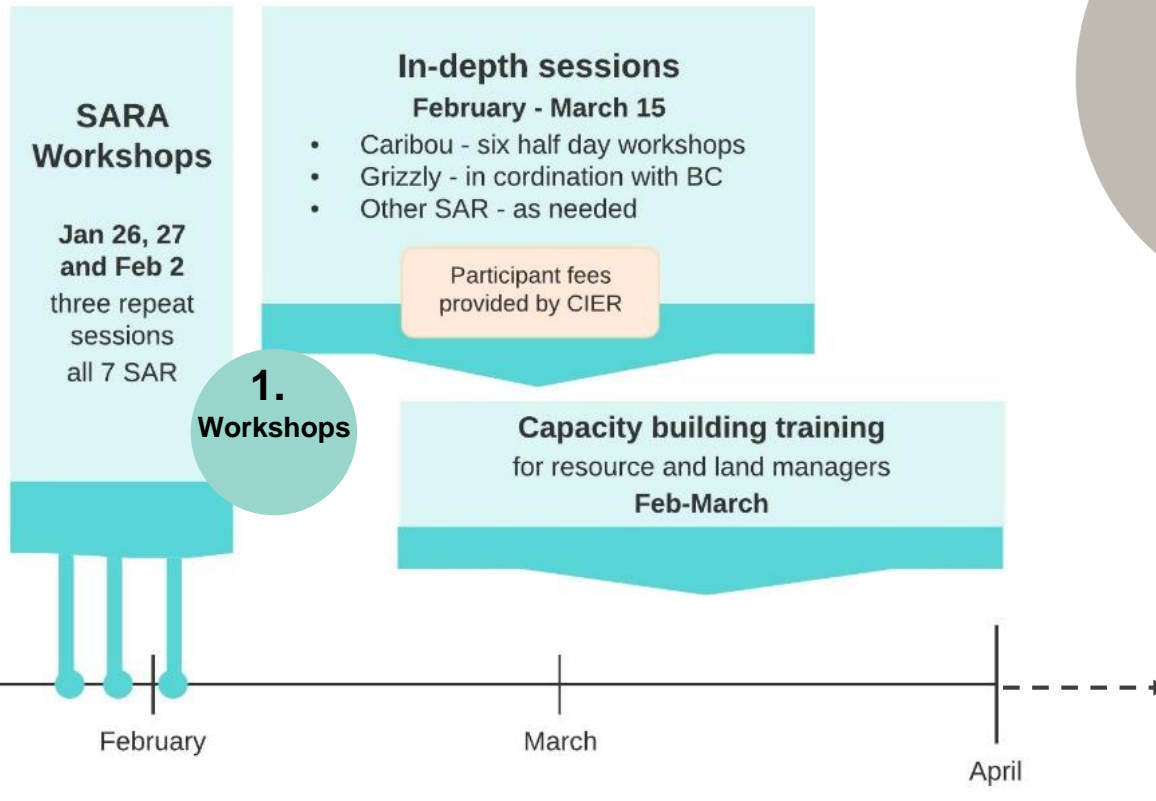 SARA
Workshops
Jan 26, 27
and Feb 2
three repeat
sessions
all 7 SAR
In-depth sessions
February - March 15
• Caribou - six half day workshops
• Grizzly - in cordination with BC
• Other SAR - as needed
Participant fees
provided by CIER
1.
Workshops
Capacity building training
for resource and land managers
Feb-March
February
March
April